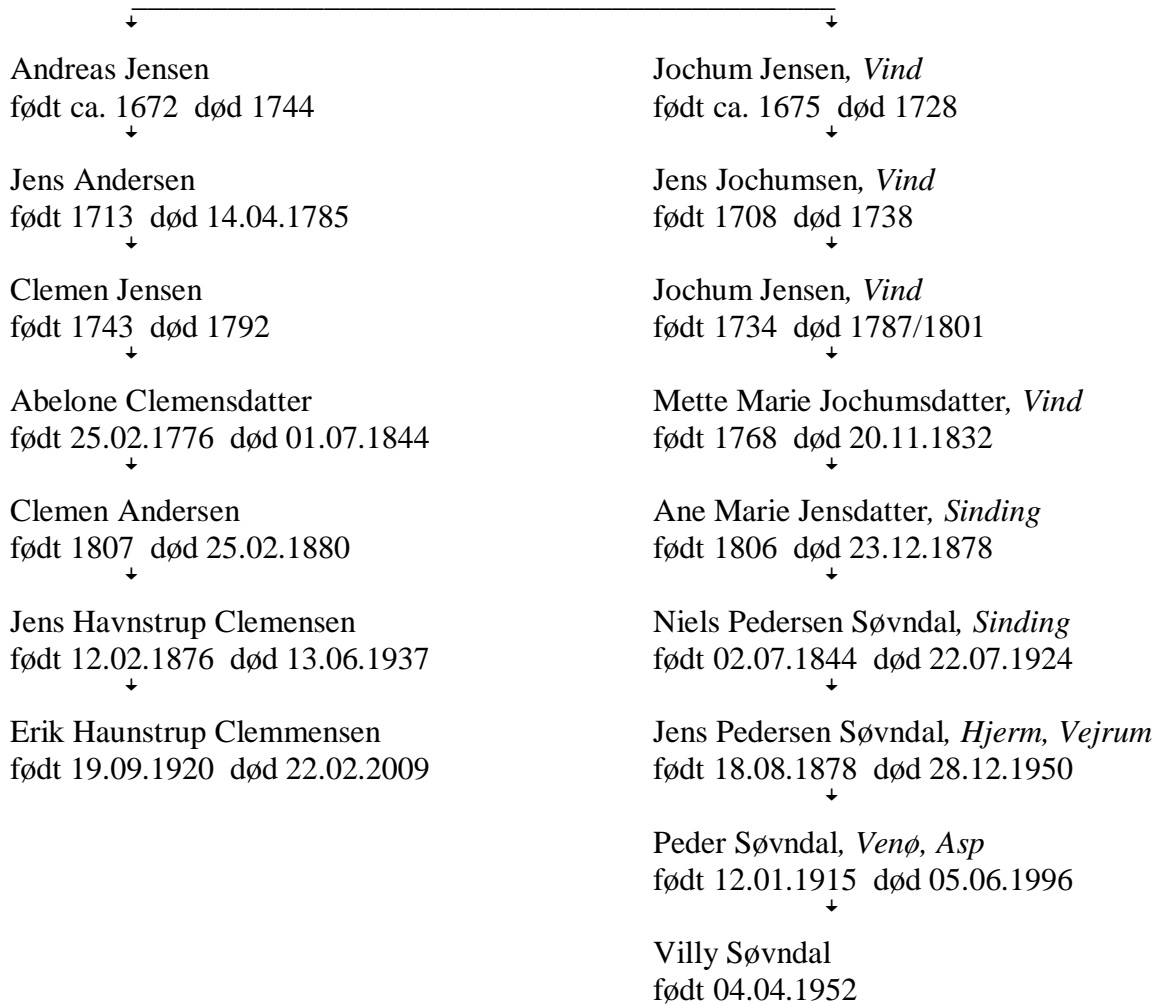 Andreas Jensen
født ca. 1672 død 1744
Jens Andersen
født 1713 død 14.04.1785
Clemen Jensen
født 1743 død 1792
Abelone Clemensdatter
født 25.02.1776 død 01.07.1844
Clemen Andersen
født 1807 død 25.02.1880
Jens Havnstrup Clemensen
født 12.02.1876 død 13.06.1937
Erik Haunstrup Clemmensen
født 19.09.1920 død 22.02.2009
Jochum Jensen, Vind
født ca. 1675 død 1728
Jens Jochumsen, Vind
født 1708 død 1738
Jochum Jensen, Vind
født 1734 død 1787/1801
Mette Marie Jochumsdatter, Vind
født 1768 død 20.11.1832
Ane Marie Jensdatter, Sinding
født 1806 død 23.12.1878
Niels Pedersen Søvndal, Sinding
født 02.07.1844 død 22.07.1924
Jens Pedersen Søvndal, Hjerm, Vejrum
født 18.08.1878 død 28.12.1950
Peder Søvndal, Venø, Asp
født 12.01.1915 død 05.06.1996
Villy Søvndal
født 04.04.1952